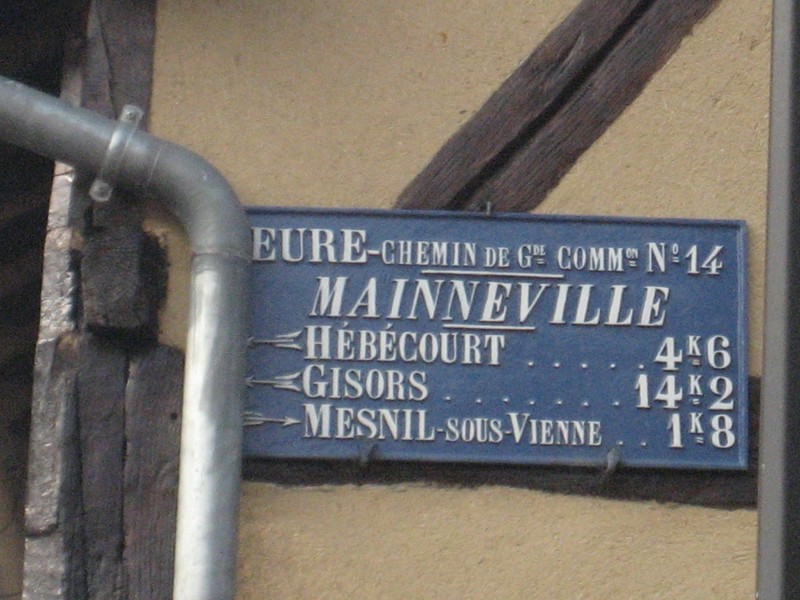 EURE-CHEMIN DE Gᴰᴱ COMMᵒⁿ Nº 14
MAINNEVILLE
HÉBÉCOURT . . . . . 4ᴷ6
GISORS . . . . . . . 14ᴷ2
MESNIL-SOUS-VIENNE . . 1ᴷ8